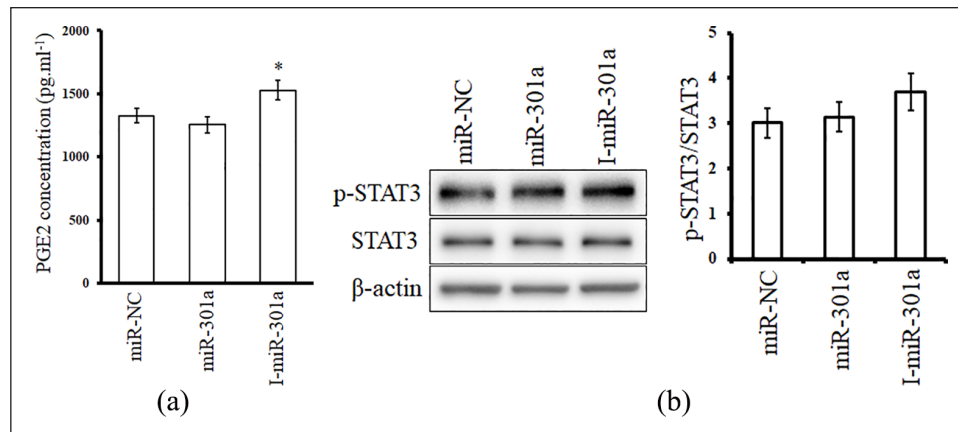 PGE2 concentration (pg.ml⁻¹)
2000
1500
1000
500
0
*
miR-NC
miR-301a
I-miR-301a
(a)
miR-NC
miR-301a
I-miR-301a
p-STAT3
STAT3
β-actin
p-STAT3/STAT3
5
4
3
2
1
0
miR-NC
miR-301a
I-miR-301a
(b)